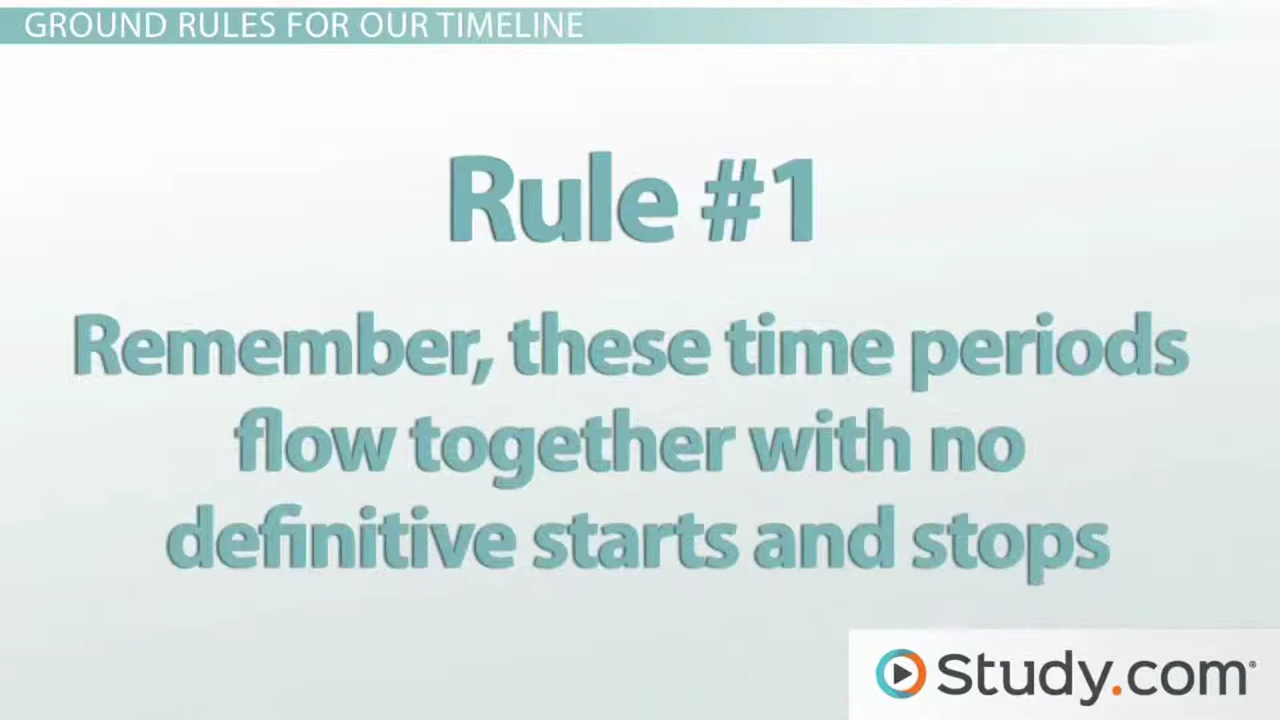 GROUND RULES FOR OUR TIMELINE
Rule #1
Remember, these time periods
flow together with no
definitive starts and stops
Study.com®